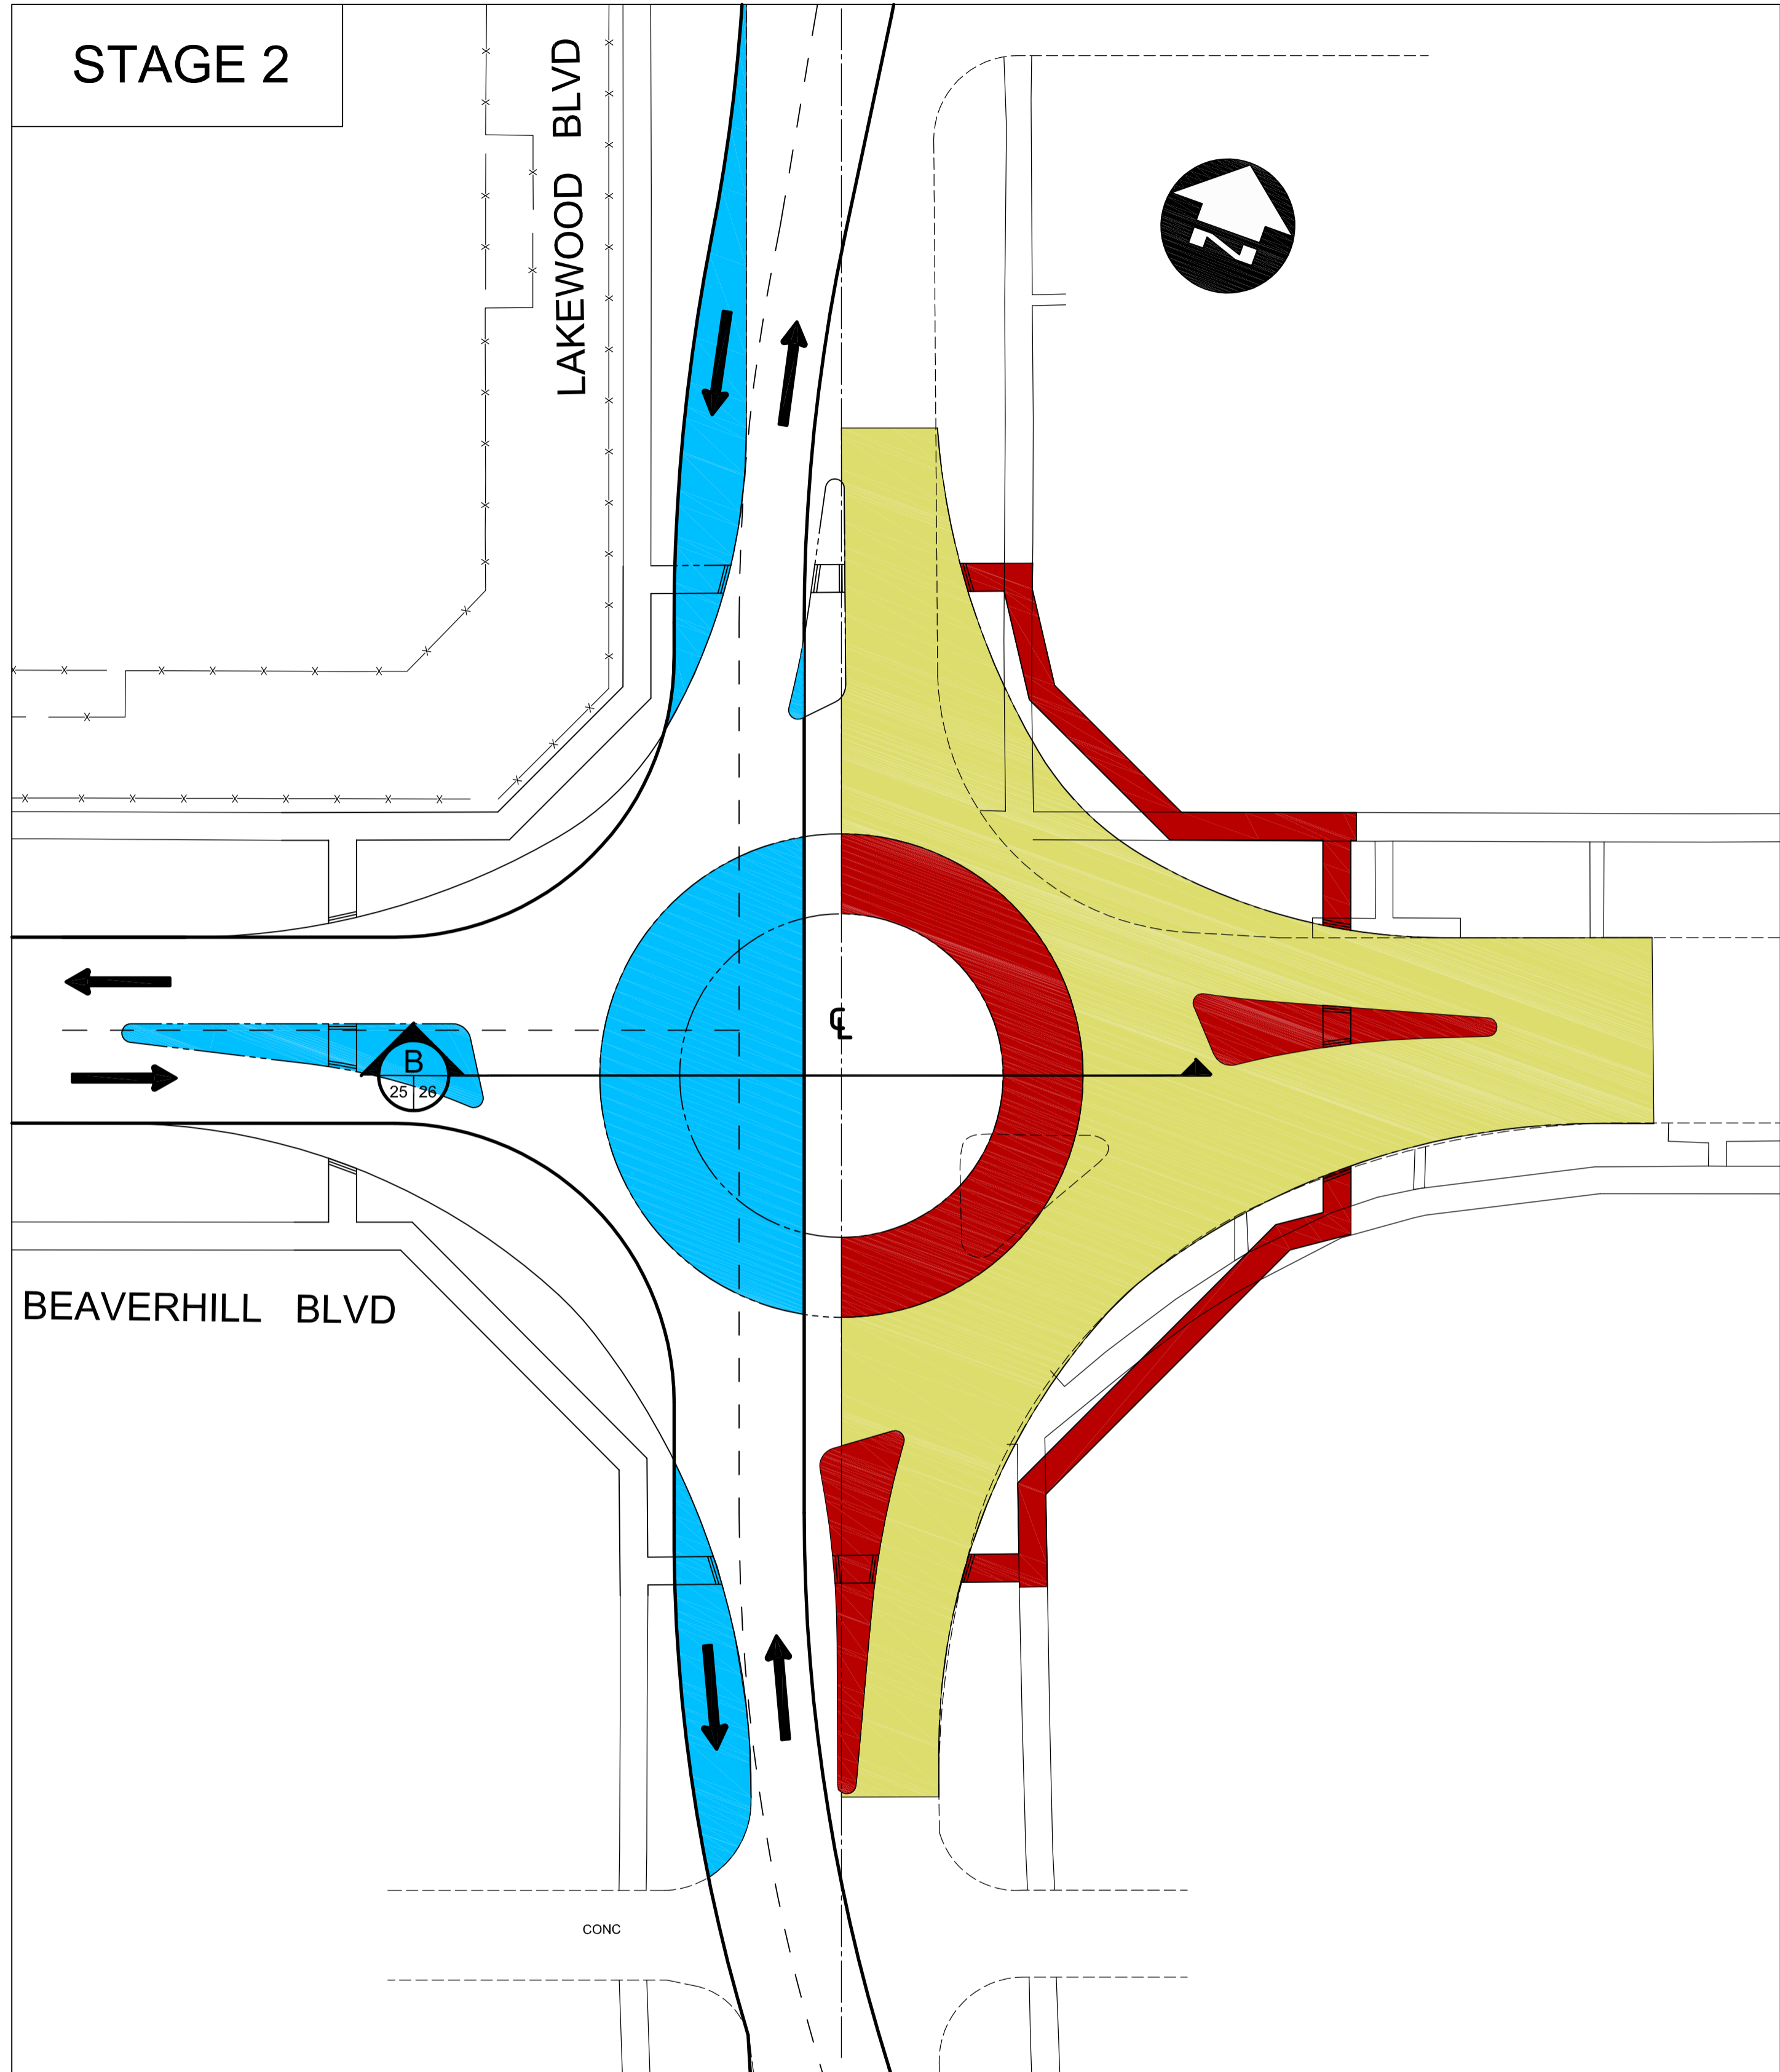 STAGE 2
LAKEWOOD BLVD
N
℄
B
25 26
BEAVERHILL BLVD
CONC